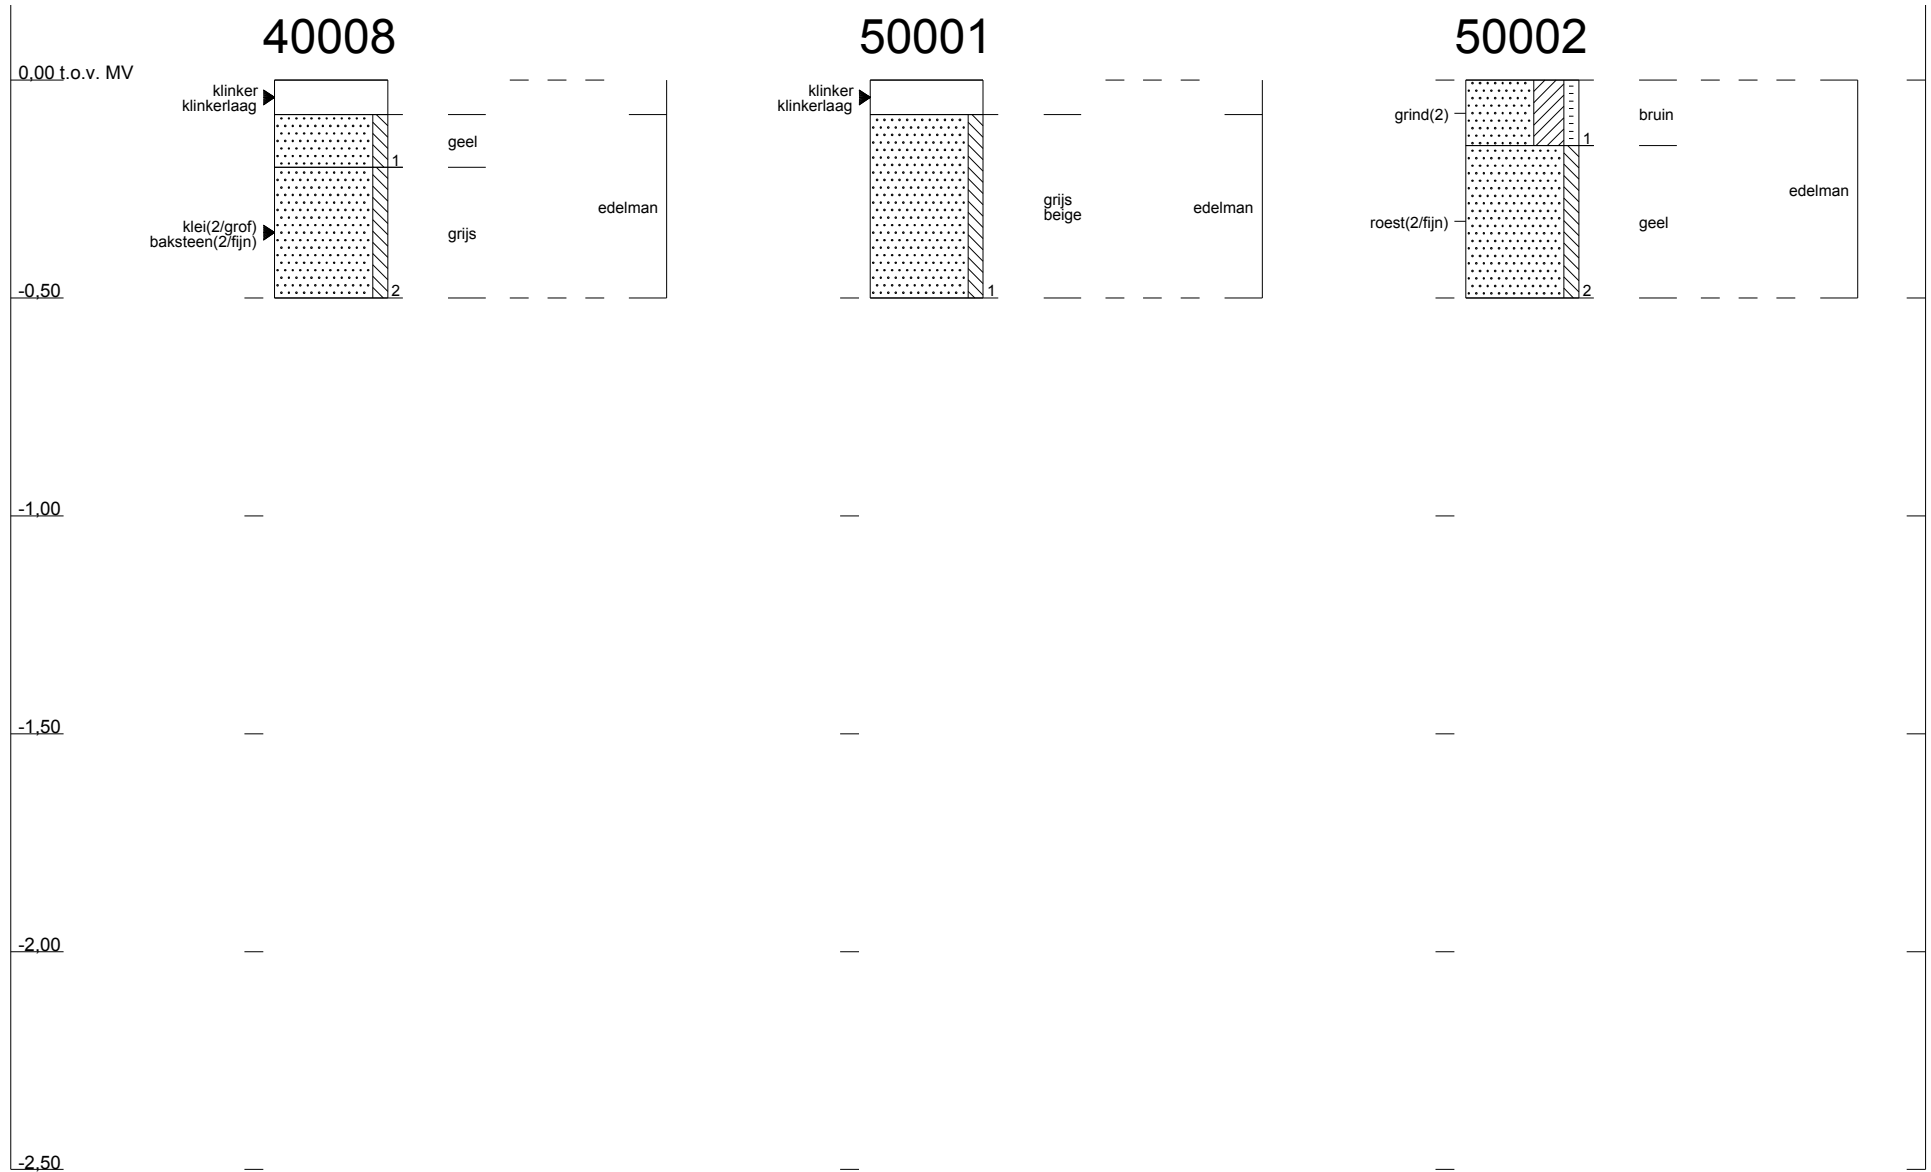 40008
50001
50002
0,00 t.o.v. MV
klinker
klinkerlaag
geel
1
klei(2/grof)
baksteen(2/fijn)
grijs
2
edelman
klinker
klinkerlaag
grijs
beige
1
edelman
grind(2)
bruin
1
roest(2/fijn)
geel
2
edelman
-0,50
-1,00
-1,50
-2,00
-2,50